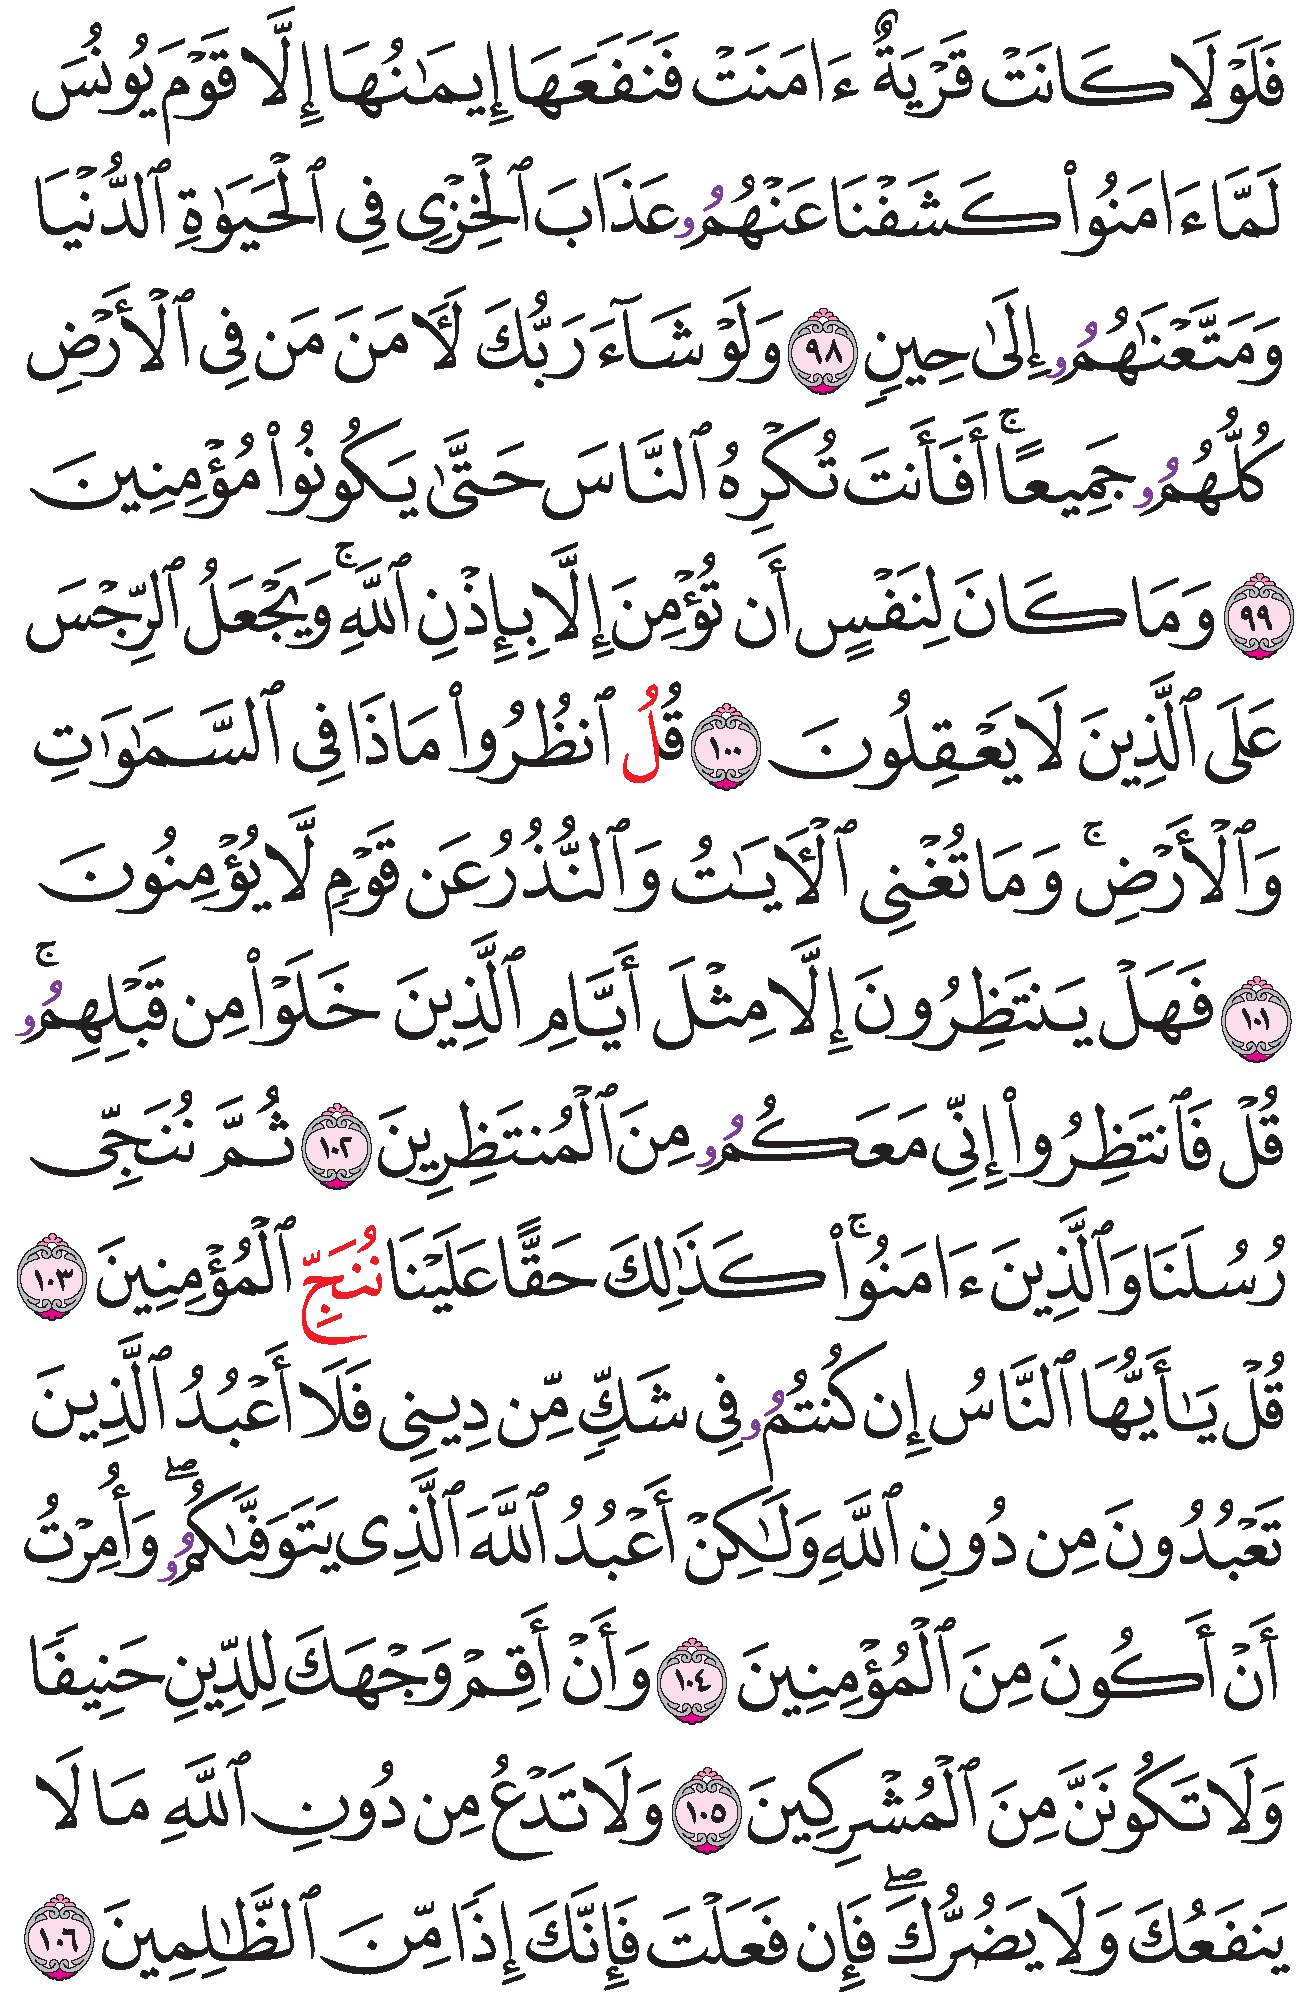 فَلَوۡلَا كَانَتۡ قَرۡيَةٌ ءَامَنَتۡ فَنَفَعَهَا إِيمَٰنُهَا إِلَّا قَوۡمَ يُونُسَ
لَمَّا ءَامَنُواْ كَشَفۡنَا عَنۡهُمُۥ عَذَابَ ٱلۡخِزۡيِ فِي ٱلۡحَيَوٰةِ ٱلدُّنۡيَا
وَمَتَّعۡنَٰهُمُۥ إِلَىٰ حِينٖ ٩٨ وَلَوۡ شَآءَ رَبُّكَ لَأٓمَنَ مَن فِي ٱلۡأَرۡضِ
كُلُّهُمُۥ جَمِيعًاۚ أَفَأَنتَ تُكۡرِهُ ٱلنَّاسَ حَتَّىٰ يَكُونُواْ مُؤۡمِنِينَ
٩٩ وَمَا كَانَ لِنَفۡسٍ أَن تُؤۡمِنَ إِلَّا بِإِذۡنِ ٱللَّهِۚ وَيَجۡعَلُ ٱلرِّجۡسَ
عَلَى ٱلَّذِينَ لَا يَعۡقِلُونَ ١٠٠ قُلُ ٱنظُرُواْ مَاذَا فِي ٱلسَّمَٰوَٰتِ
وَٱلۡأَرۡضِۚ وَمَا تُغۡنِي ٱلۡأٓيَٰتُ وَٱلنُّذُرُ عَن قَوۡمٖ لَّا يُؤۡمِنُونَ
١٠١ فَهَلۡ يَنتَظِرُونَ إِلَّا مِثۡلَ أَيَّامِ ٱلَّذِينَ خَلَوۡاْ مِن قَبۡلِهِمُۥۚ
قُلۡ فَٱنتَظِرُوٓاْ إِنِّي مَعَكُمُۥ مِنَ ٱلۡمُنتَظِرِينَ ١٠٢ ثُمَّ نُنَجِّي
رُسُلَنَا وَٱلَّذِينَ ءَامَنُواْۚ كَذَٰلِكَ حَقًّا عَلَيۡنَا نُنَجِّ ٱلۡمُؤۡمِنِينَ ١٠٣
قُلۡ يَٰأَيُّهَا ٱلنَّاسُ إِن كُنتُمُۥ فِي شَكّٖ مِّن دِينِي فَلَا أَعۡبُدُ ٱلَّذِينَ
تَعۡبُدُونَ مِن دُونِ ٱللَّهِ وَلَٰكِنۡ أَعۡبُدُ ٱللَّهَ ٱلَّذِي يَتَوَفَّىٰكُمُۥۖ وَأُمِرۡتُ
أَنۡ أَكُونَ مِنَ ٱلۡمُؤۡمِنِينَ ١٠٤ وَأَنۡ أَقِمۡ وَجۡهَكَ لِلدِّينِ حَنِيفٗا
وَلَا تَكُونَنَّ مِنَ ٱلۡمُشۡرِكِينَ ١٠٥ وَلَا تَدۡعُ مِن دُونِ ٱللَّهِ مَا لَا
يَنفَعُكَ وَلَا يَضُرُّكَۖ فَإِن فَعَلۡتَ فَإِنَّكَ إِذٗا مِّنَ ٱلظَّٰلِمِينَ ١٠٦